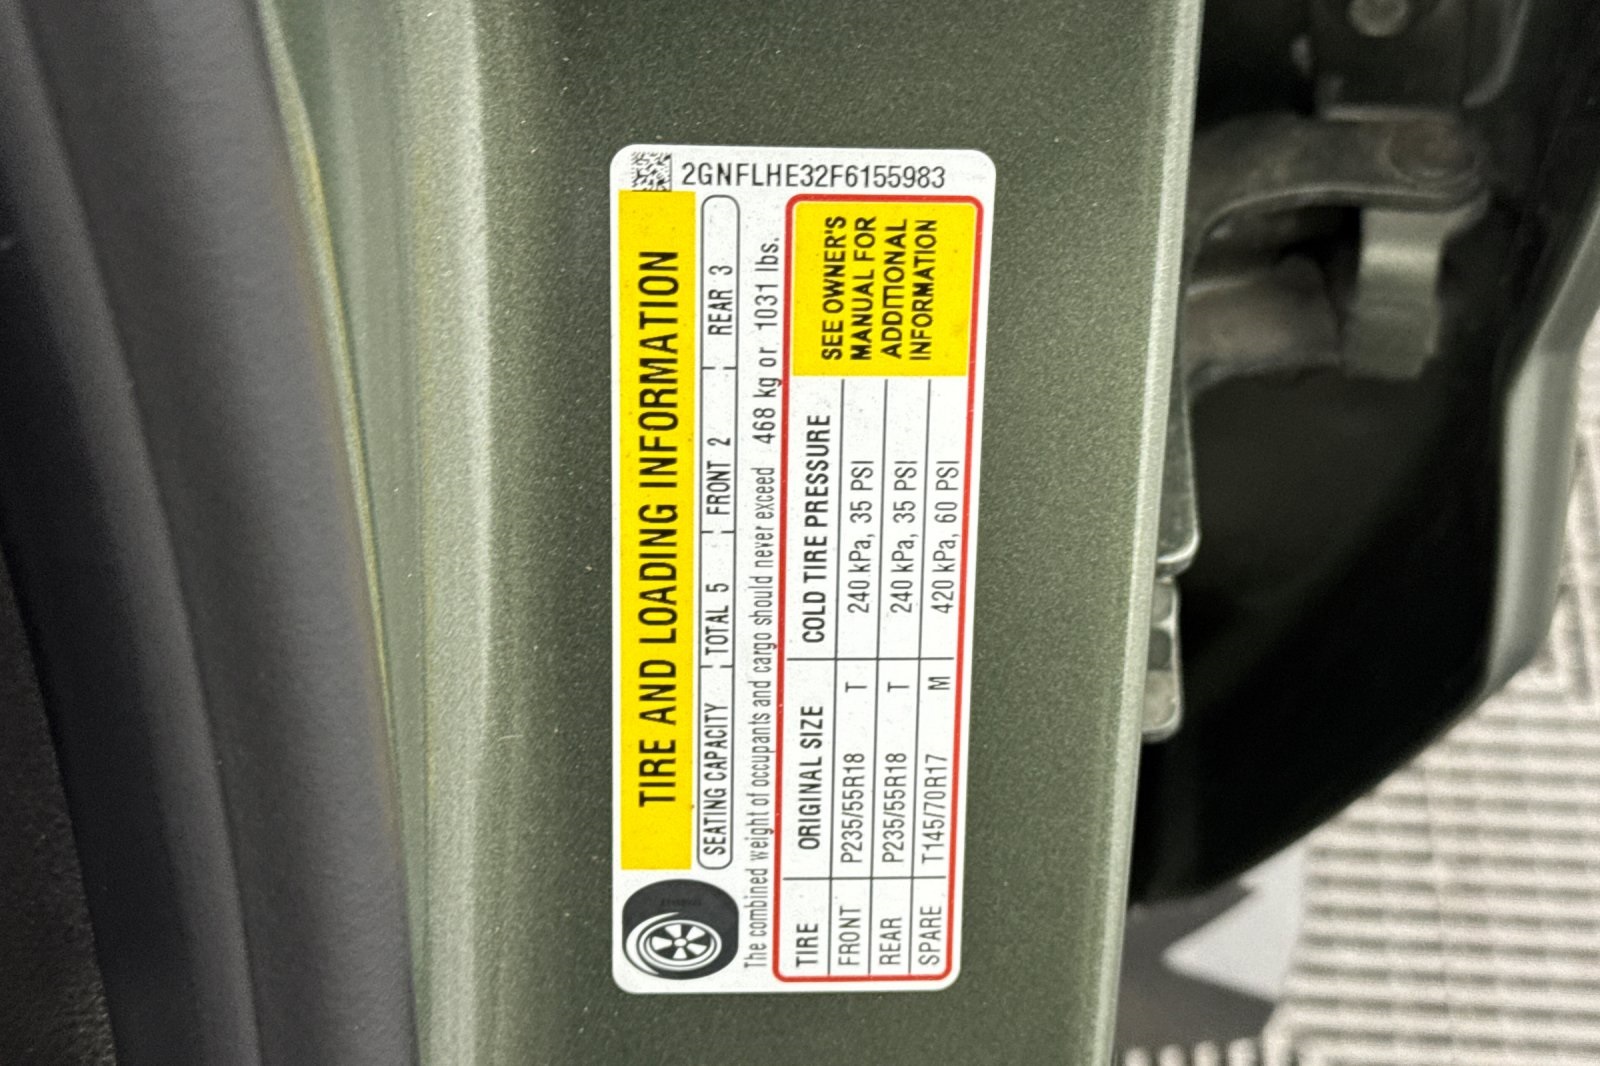 2GNFLHE32F6155983
TIRE AND LOADING INFORMATION
SEATING CAPACITY TOTAL 5 FRONT 2 REAR 3
The combined weight of occupants and cargo should never exceed 468 kg or 1031 lbs.
TIRE ORIGINAL SIZE COLD TIRE PRESSURE
FRONT P235/55R18 T 240 kPa, 35 PSI
REAR P235/55R18 T 240 kPa, 35 PSI
SPARE T145/70R17 M 420 kPa, 60 PSI
SEE OWNER'S
MANUAL FOR
ADDITIONAL
INFORMATION